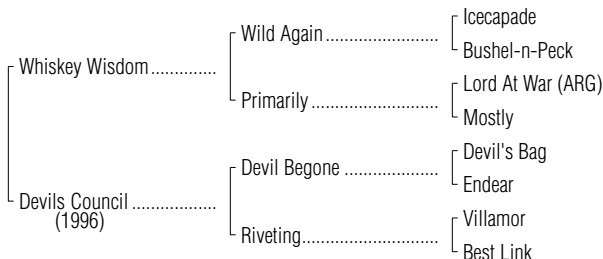 Icecapade
Wild Again
Bushel-n-Peck
Whiskey Wisdom
Lord At War (ARG)
Primarily
Mostly
Devil's Bag
Devil Begone
Endear
Devils Council
(1996)
Villamor
Riveting
Best Link